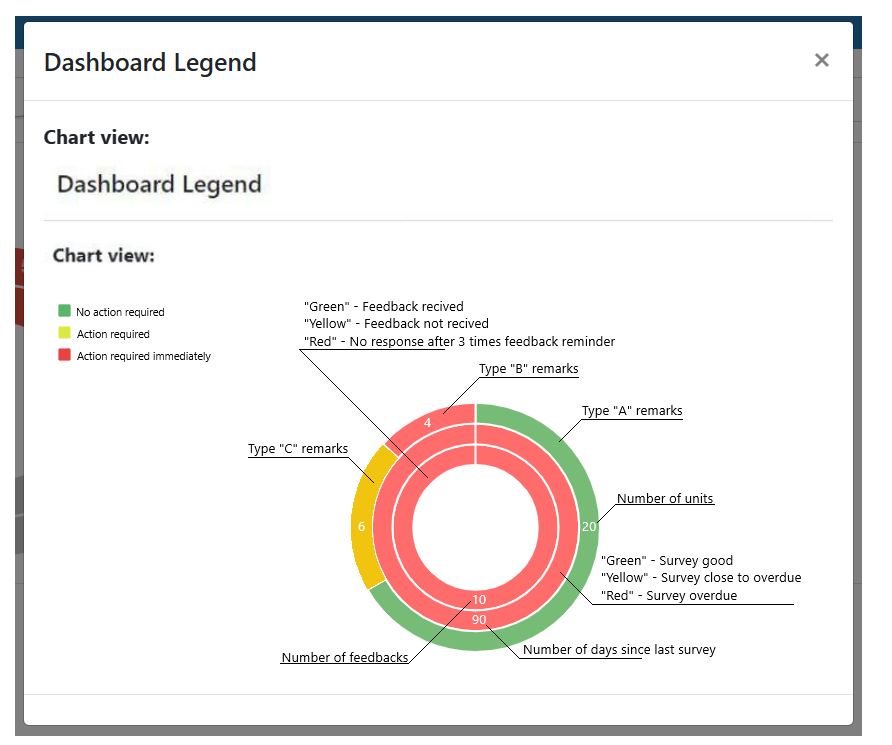 Dashboard Legend
×
Chart view:
Dashboard Legend
Chart view:
No action required
Action required
Action required immediately
"Green" - Feedback recived
"Yellow" - Feedback not recived
"Red" - No response after 3 times feedback reminder
Type "B" remarks
Type "A" remarks
4
Type "C" remarks
Number of units
6
20
"Green" - Survey good
"Yellow" - Survey close to overdue
"Red" - Survey overdue
10
90
Number of feedbacks
Number of days since last survey